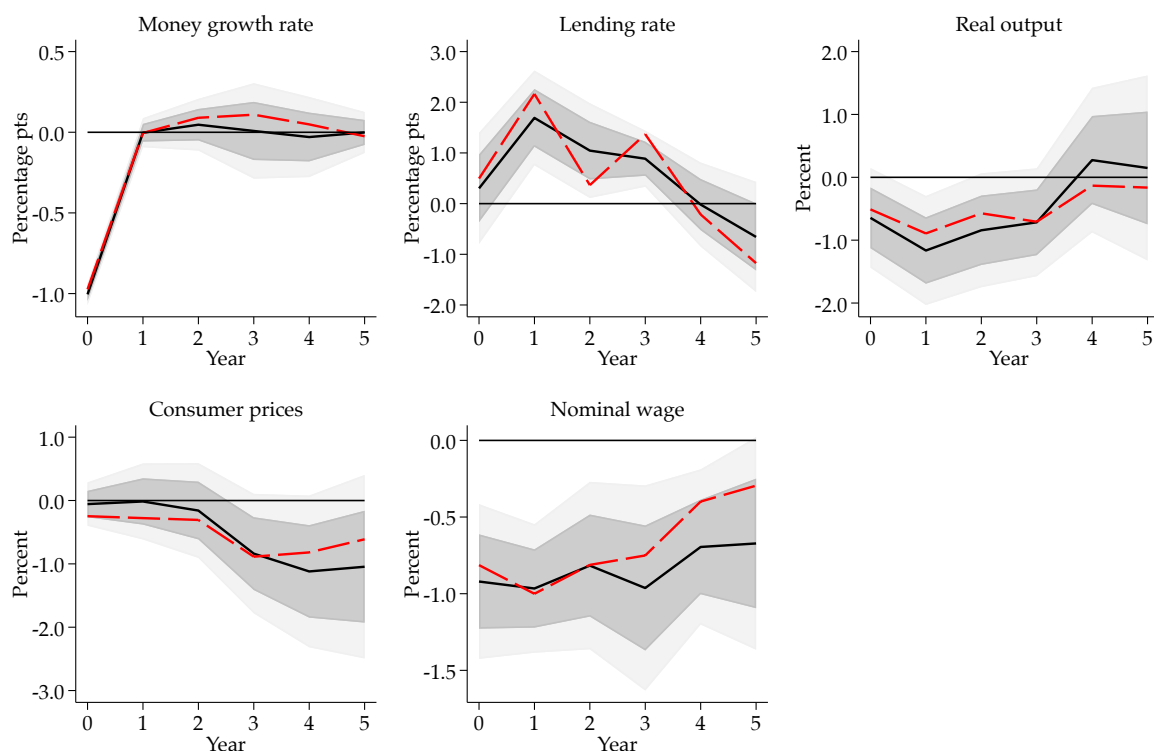 Money growth rate
Percentage pts
0.5
0.0
-0.5
-1.0
0 1 2 3 4 5
Year
Lending rate
Percentage pts
3.0
2.0
1.0
0.0
-1.0
-2.0
0 1 2 3 4 5
Year
Real output
Percent
2.0
1.0
0.0
-1.0
-2.0
0 1 2 3 4 5
Year
Consumer prices
Percent
1.0
0.0
-1.0
-2.0
-3.0
0 1 2 3 4 5
Year
Nominal wage
Percent
0.0
-0.5
-1.0
-1.5
0 1 2 3 4 5
Year